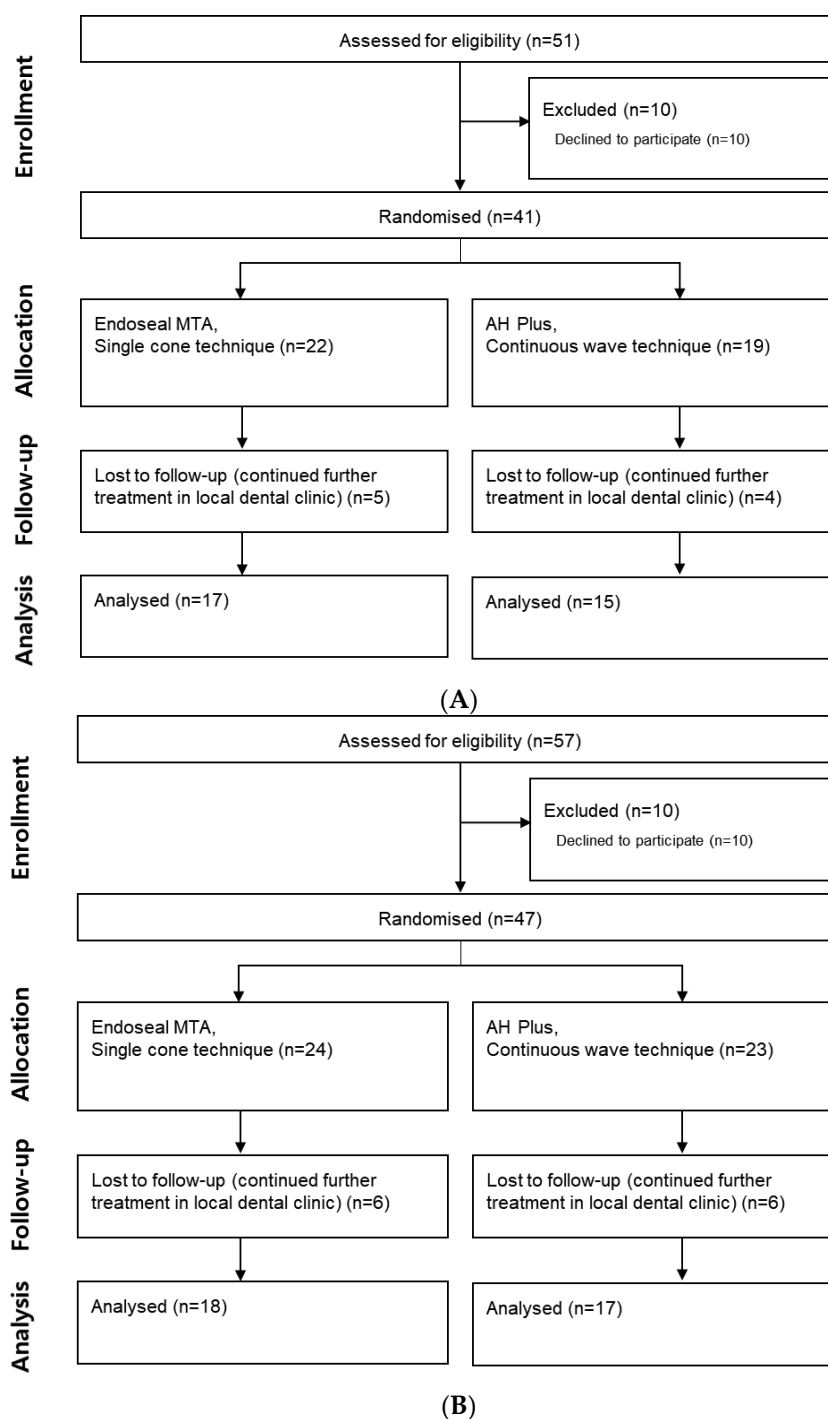 Enrollment
Assessed for eligibility (n=51)
Excluded (n=10)
Declined to participate (n=10)
Randomised (n=41)
Allocation
Endoseal MTA,
Single cone technique (n=22)
AH Plus,
Continuous wave technique (n=19)
Follow-up
Lost to follow-up (continued further
treatment in local dental clinic) (n=5)
Lost to follow-up (continued further
treatment in local dental clinic) (n=4)
Analysis
Analysed (n=17)
Analysed (n=15)
(A)
Enrollment
Assessed for eligibility (n=57)
Excluded (n=10)
Declined to participate (n=10)
Randomised (n=47)
Allocation
Endoseal MTA,
Single cone technique (n=24)
AH Plus,
Continuous wave technique (n=23)
Follow-up
Lost to follow-up (continued further
treatment in local dental clinic) (n=6)
Lost to follow-up (continued further
treatment in local dental clinic) (n=6)
Analysis
Analysed (n=18)
Analysed (n=17)
(B)